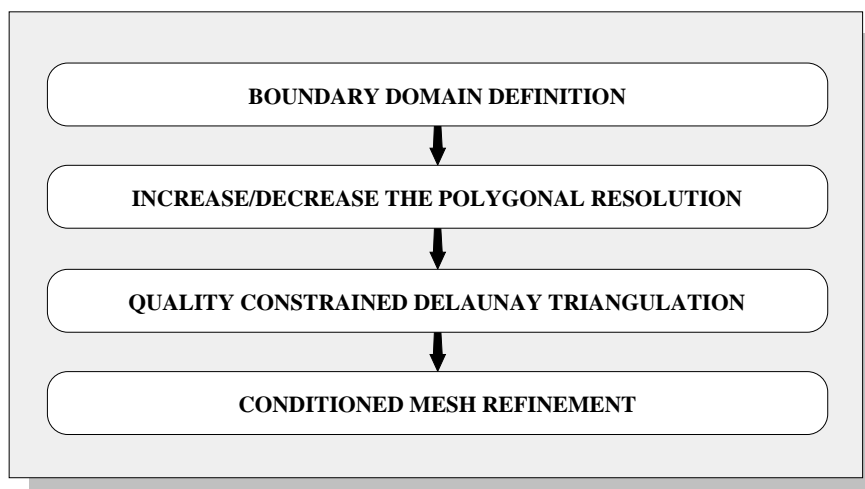 BOUNDARY DOMAIN DEFINITION
INCREASE/DECREASE THE POLYGONAL RESOLUTION
QUALITY CONSTRAINED DELAUNAY TRIANGULATION
CONDITIONED MESH REFINEMENT